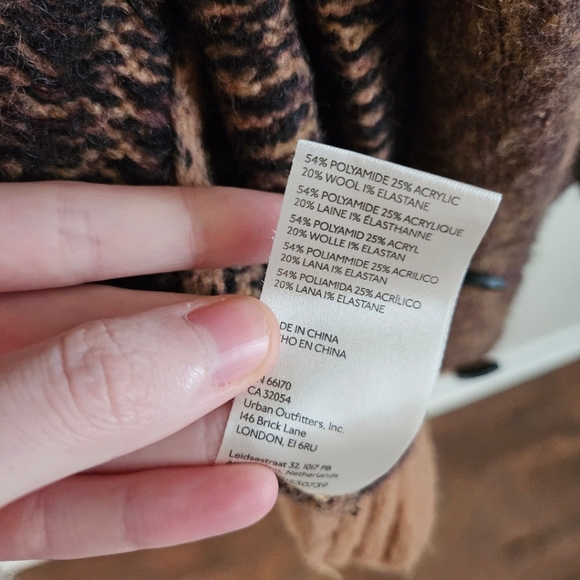 54% POLYAMIDE 25% ACRYLIC
20% WOOL 1% ELASTANE
54% POLYAMIDE 25% ACRYLIQUE
20% LAINE 1% ÉLASTHANNE
54% POLYAMID 25% ACRYL
20% WOLLE 1% ELASTAN
54% POLIAMMIDE 25% ACRILICO
20% LANA 1% ELASTAN
54% POLIAMIDA 25% ACRÍLICO
20% LANA 1% ELASTANE
DE IN CHINA
HO EN CHINA
N 66170
CA 32054
Urban Outfitters, Inc.
146 Brick Lane
LONDON, E1 6RU
Leidsestraat 32, 1017 PB
Netherlands
530739